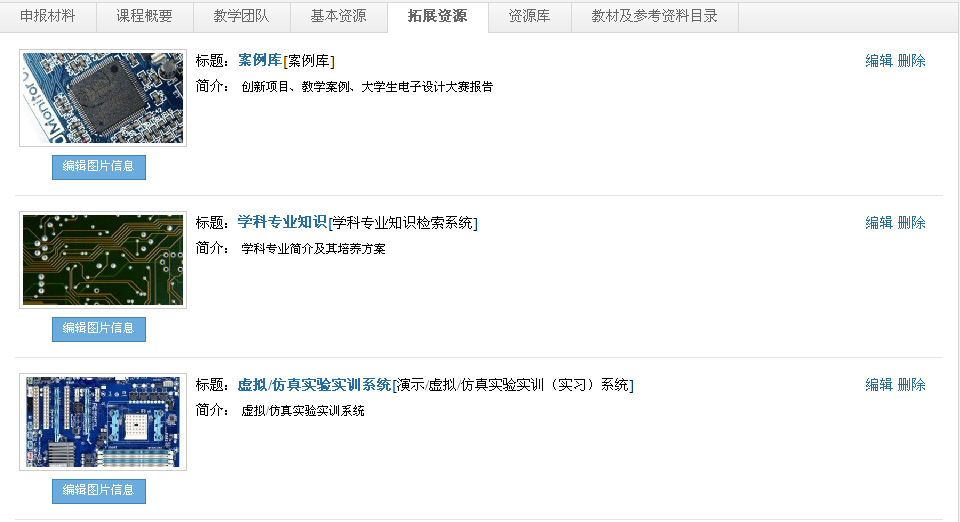 申报材料 课程概要 教学团队 基本资源 拓展资源 资源库 教材及参考资料目录
标题：案例库[案例库] 编辑 删除
简介：创新项目、教学案例、大学生电子设计大赛报告
Monitor
编辑图片信息
标题：学科专业知识[学科专业知识检索系统] 编辑 删除
简介：学科专业简介及其培养方案
编辑图片信息
标题：虚拟/仿真实验实训系统[演示/虚拟/仿真实验实训（实习）系统] 编辑 删除
简介：虚拟/仿真实验实训系统
编辑图片信息